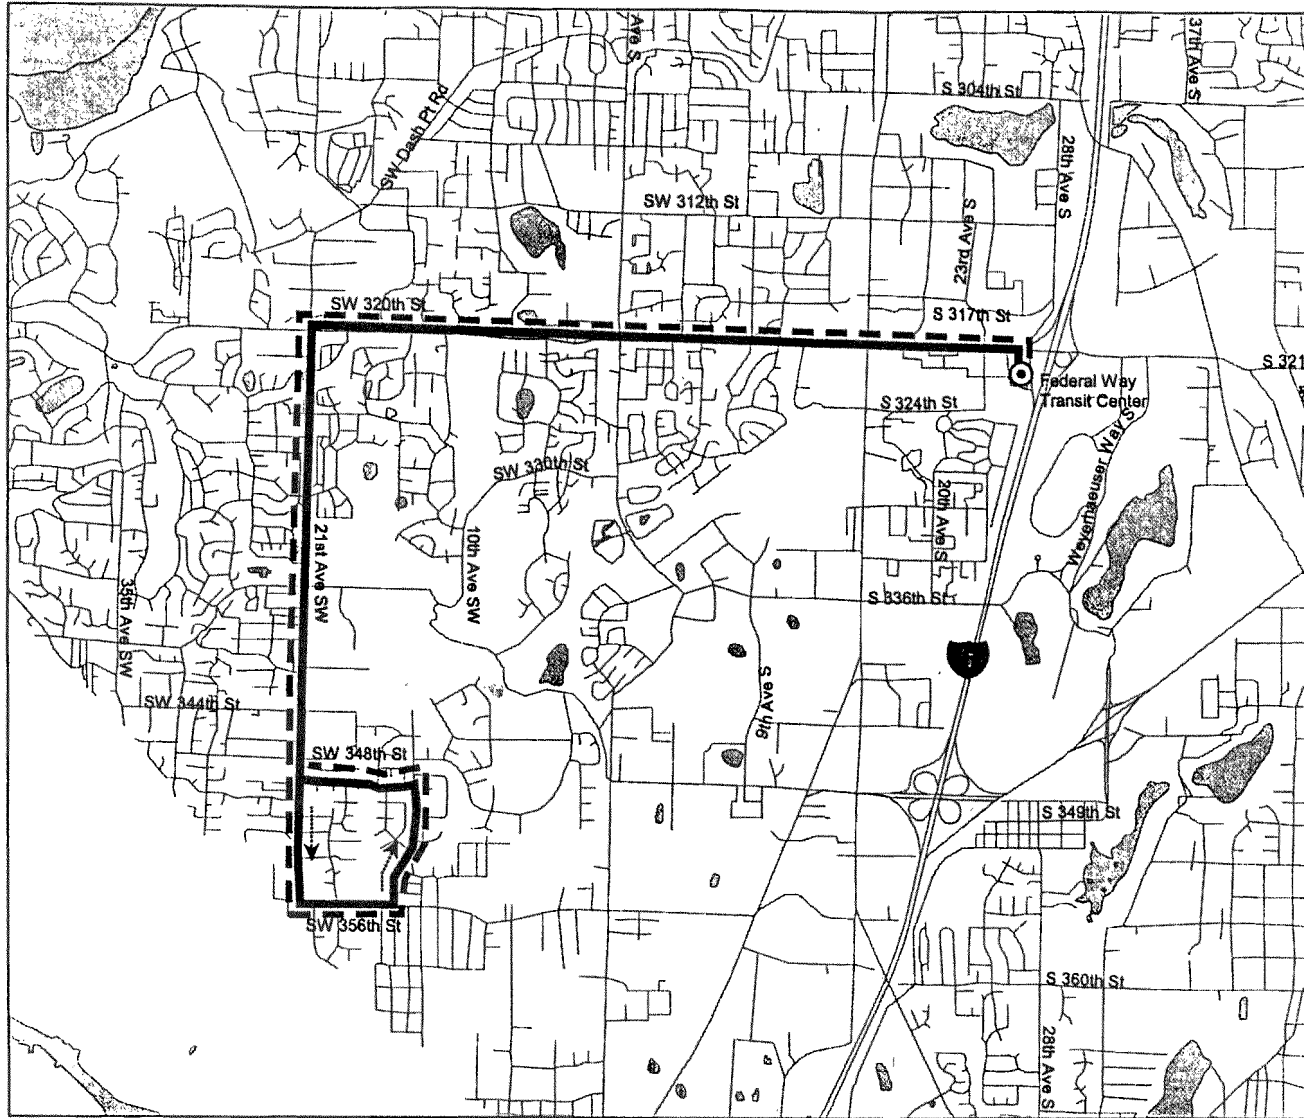 Ave S
37th Ave S
S 304th St
SW Dash Pt Rd
28th Ave S
SW 312th St
23rd Ave S
SW 320th St
S 317th St
S 321
Federal Way
Transit Center
S 324th St
Weyerhaeuser Way S
SW 330th St
20th Ave S
21st Ave SW
10th Ave SW
35th Ave SW
S 336th St
9th Ave S
SW 344th St
SW 348th St
S 349th St
SW 356th St
S 360th St
28th Ave S